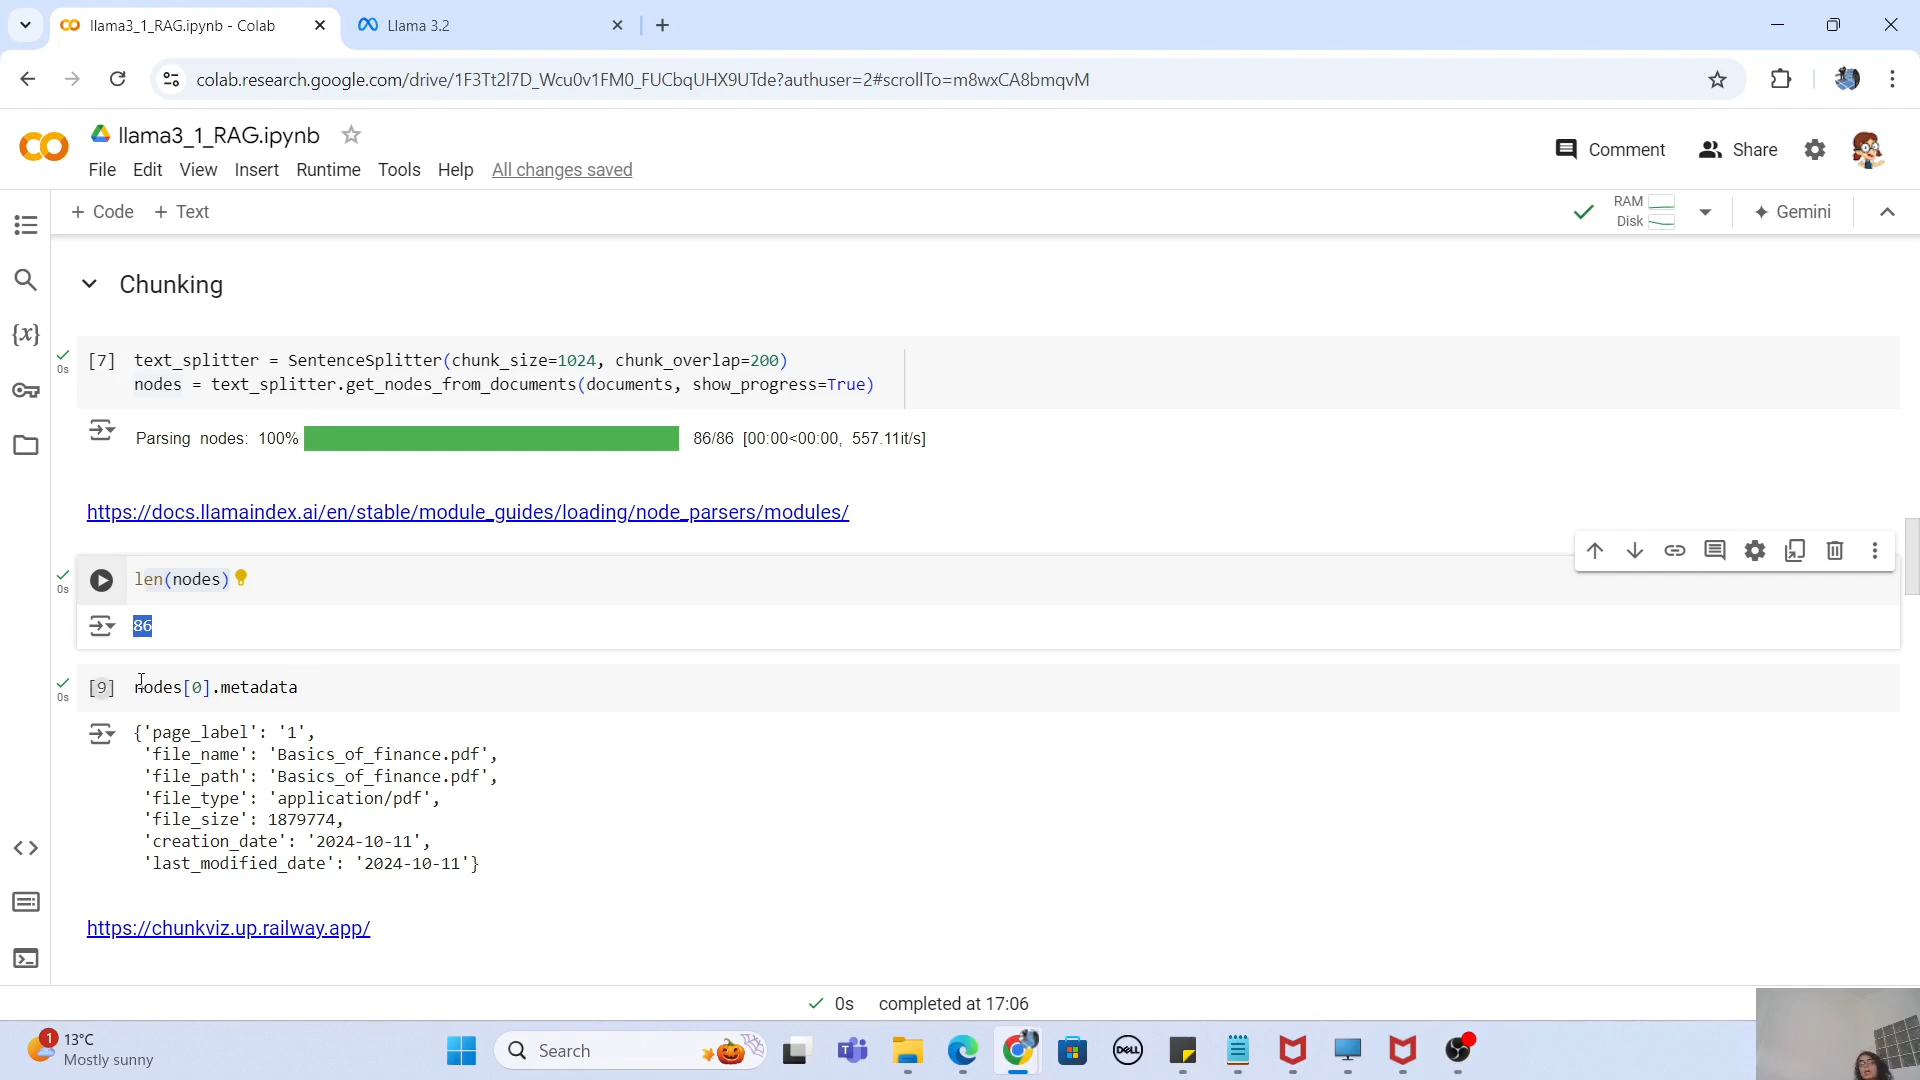 llama3_1_RAG.ipynb - Colab
Llama 3.2
colab.research.google.com/drive/1F3Tt2l7D_Wcu0v1FM0_FUCbqUHX9UTde?authuser=2#scrollTo=m8wxCA8bmqvM
llama3_1_RAG.ipynb
Comment
Share
File Edit View Insert Runtime Tools Help All changes saved
+ Code + Text
RAM
Disk
Gemini
Chunking
[7] text_splitter = SentenceSplitter(chunk_size=1024, chunk_overlap=200)
nodes = text_splitter.get_nodes_from_documents(documents, show_progress=True)
0s
Parsing nodes: 100% 86/86 [00:00<00:00, 557.11it/s]
https://docs.llamaindex.ai/en/stable/module_guides/loading/node_parsers/modules/
len(nodes)
0s
86
[9] nodes[0].metadata
0s
{'page_label': '1',
'file_name': 'Basics_of_finance.pdf',
'file_path': 'Basics_of_finance.pdf',
'file_type': 'application/pdf',
'file_size': 1879774,
'creation_date': '2024-10-11',
'last_modified_date': '2024-10-11'}
https://chunkviz.up.railway.app/
0s completed at 17:06
1
13°C
Mostly sunny
Search
DELL